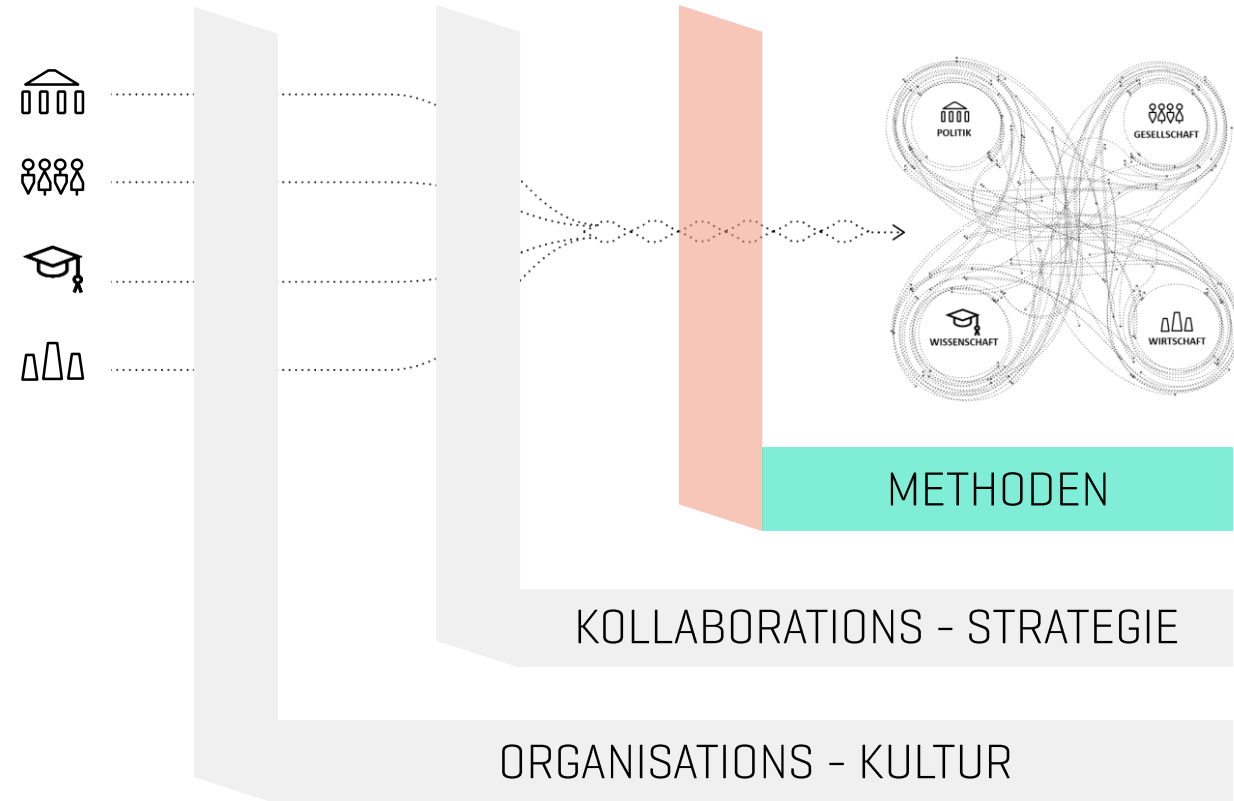 POLITIK
GESELLSCHAFT
WISSENSCHAFT
WIRTSCHAFT
METHODEN
KOLLABORATIONS - STRATEGIE
ORGANISATIONS - KULTUR